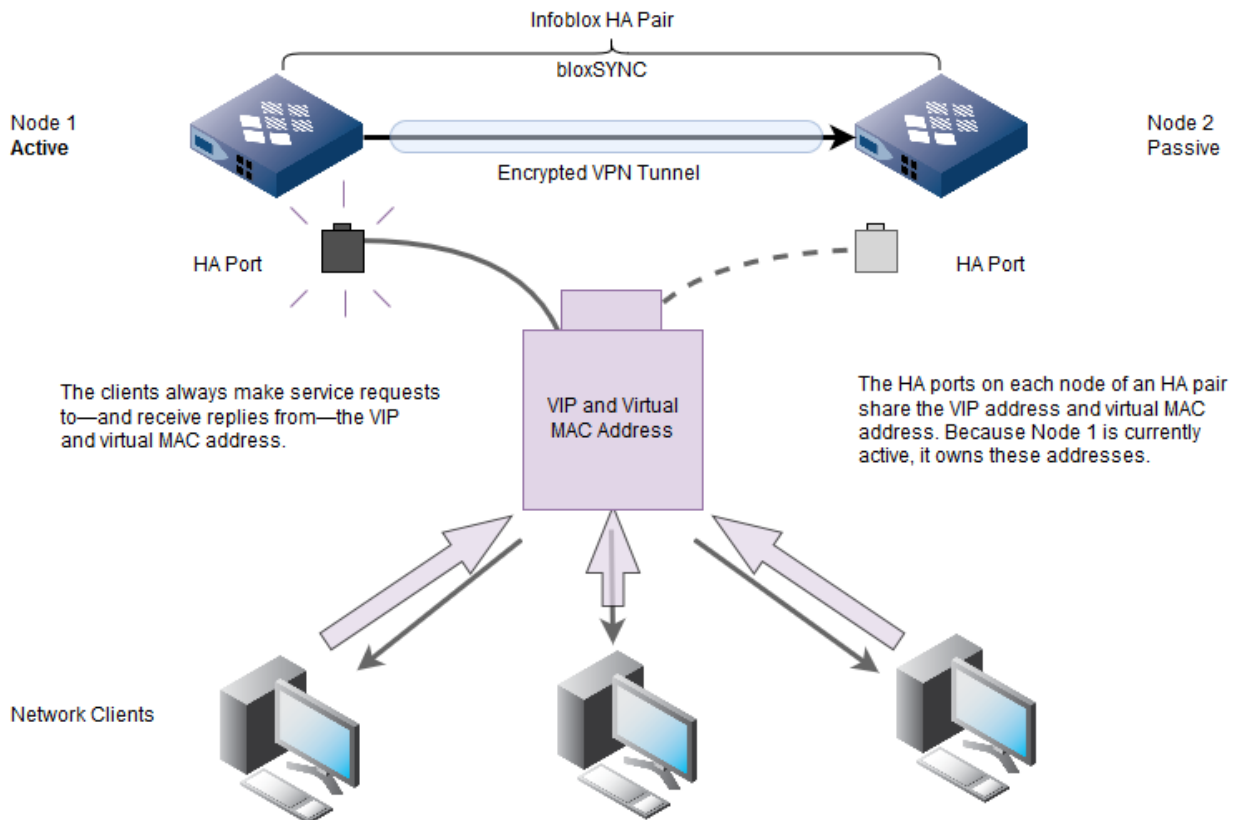 Infoblox HA Pair
bloxSYNC
Node 1
Active
Node 2
Passive
Encrypted VPN Tunnel
HA Port
HA Port
The clients always make service requests
to—and receive replies from—the VIP
and virtual MAC address.
VIP and Virtual
MAC Address
The HA ports on each node of an HA pair
share the VIP address and virtual MAC
address. Because Node 1 is currently
active, it owns these addresses.
Network Clients